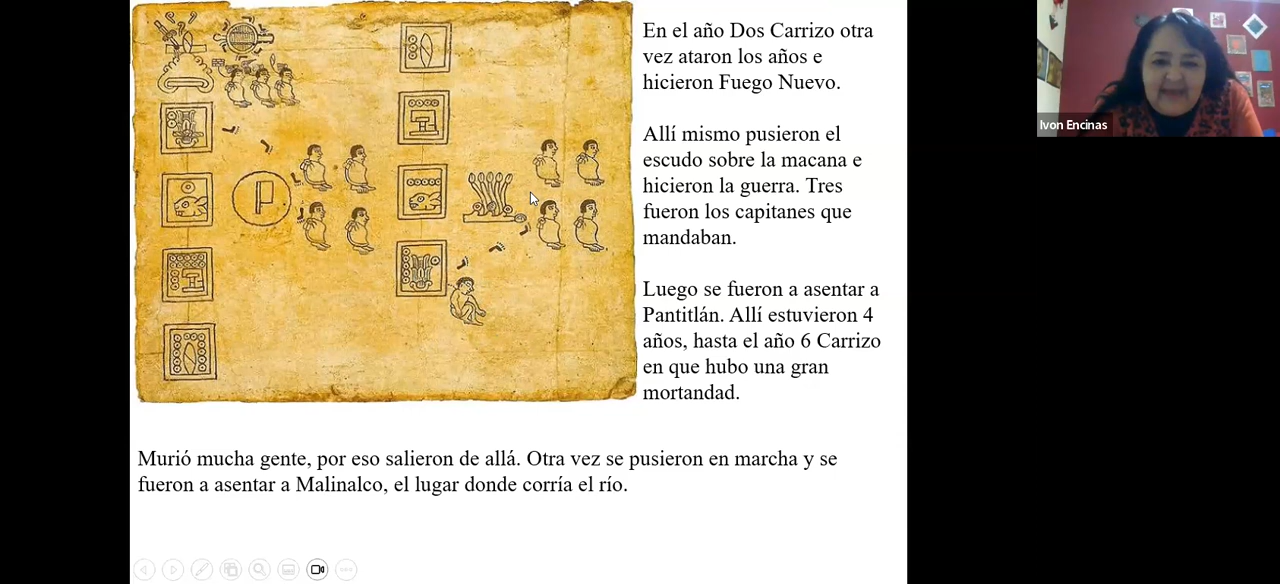 En el año Dos Carrizo otra
vez ataron los años e
hicieron Fuego Nuevo.
Allí mismo pusieron el
escudo sobre la macana e
hicieron la guerra. Tres
fueron los capitanes que
mandaban.
Luego se fueron a asentar a
Pantitlán. Allí estuvieron 4
años, hasta el año 6 Carrizo
en que hubo una gran
mortandad.
Murió mucha gente, por eso salieron de allá. Otra vez se pusieron en marcha y se
fueron a asentar a Malinalco, el lugar donde corría el río.
Ivon Encinas